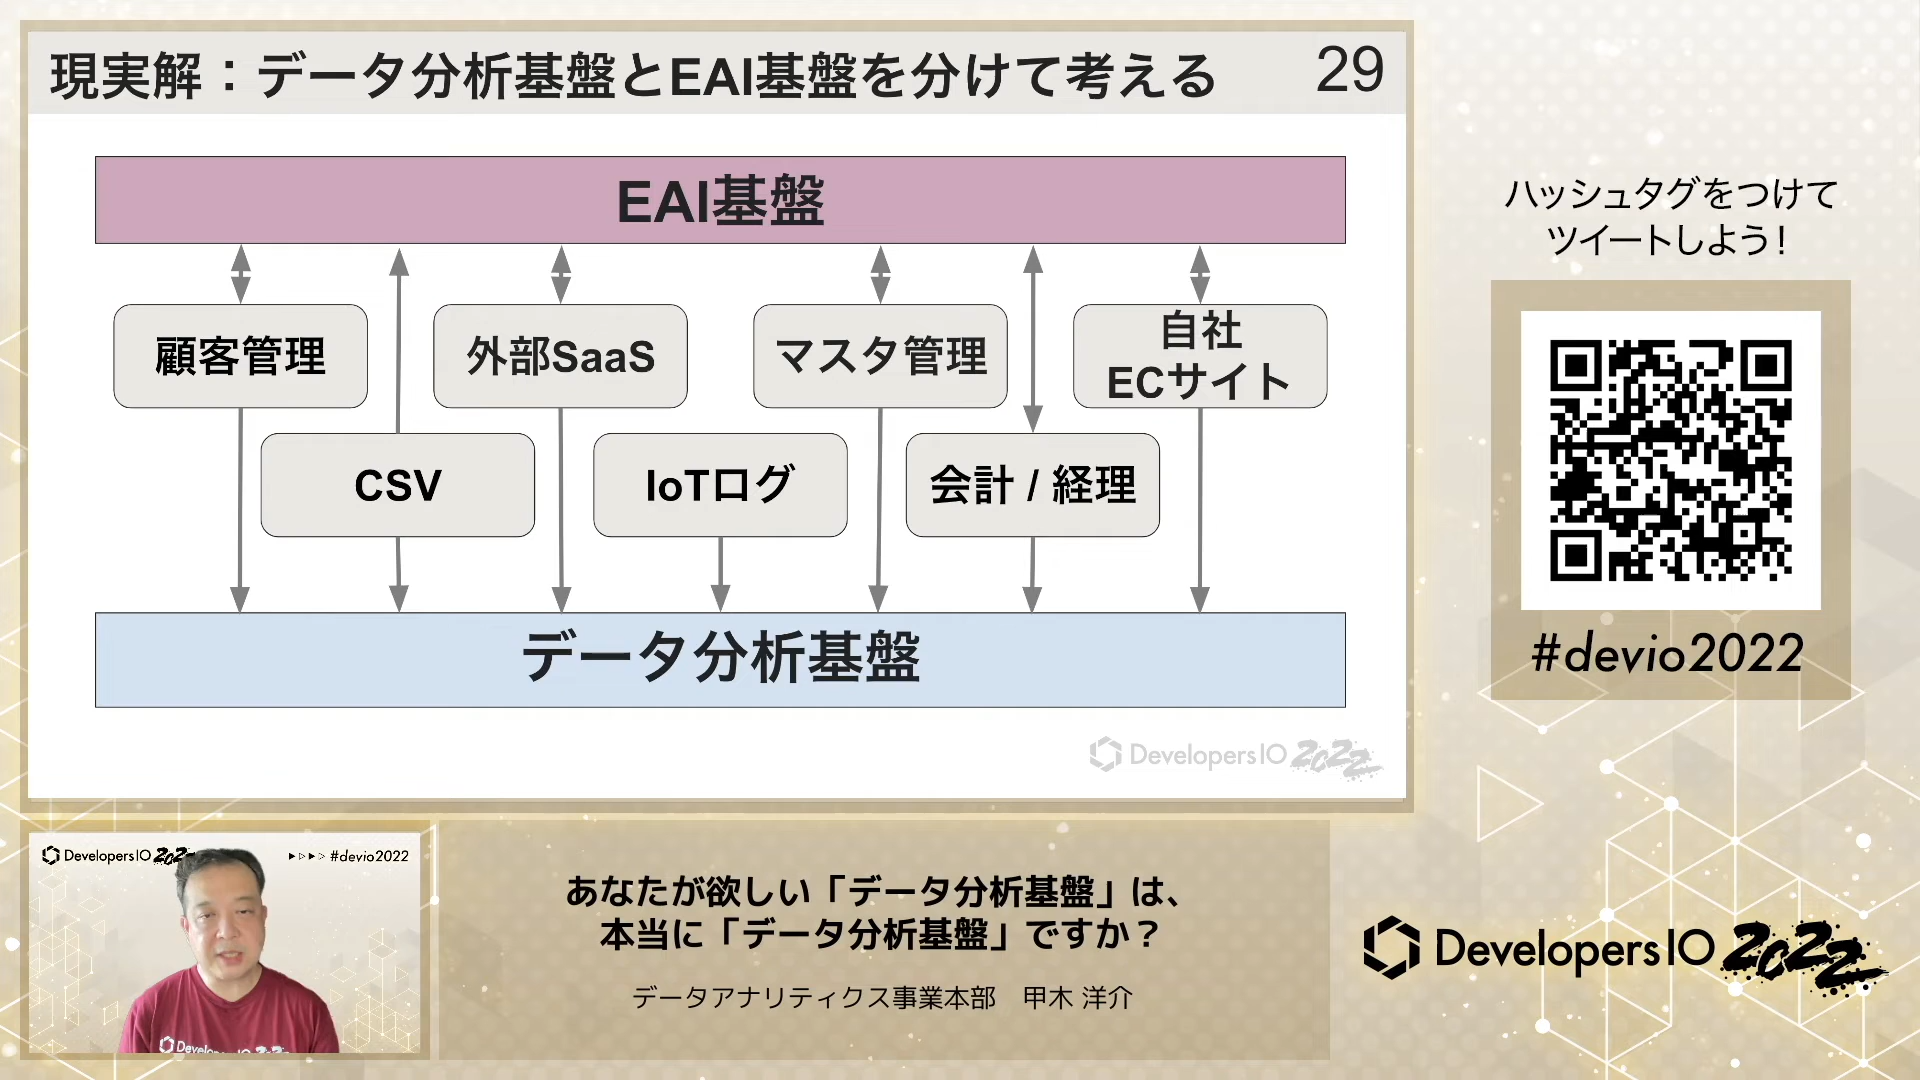 現実解：データ分析基盤とEAI基盤を分けて考える
29
EAI基盤
顧客管理
外部SaaS
マスタ管理
自社
ECサイト
CSV
IoTログ
会計 / 経理
データ分析基盤
DevelopersIO 2022
ハッシュタグをつけて
ツイートしよう！
#devio2022
DevelopersIO 2022
#devio2022
あなたが欲しい「データ分析基盤」は、
本当に「データ分析基盤」ですか？
データアナリティクス事業本部　甲木 洋介
DevelopersIO 2022